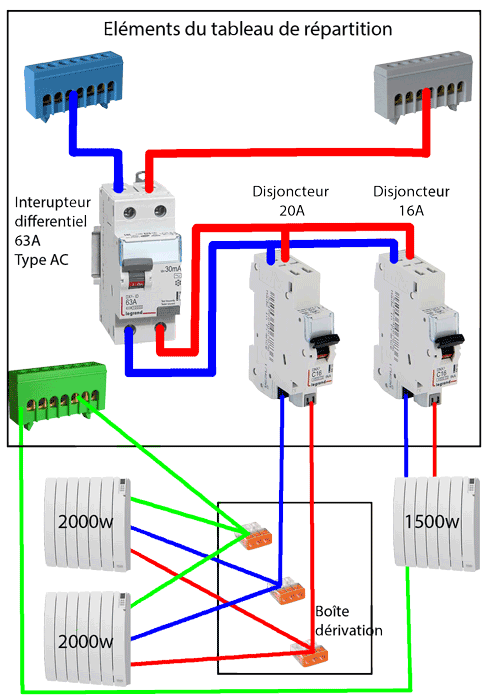 Eléments du tableau de répartition
Interupteur
differentiel
63A
Type AC
Disjoncteur
20A
Disjoncteur
16A
30mA
63A
legrand
C16
legrand
C16
legrand
2000w
1500w
2000w
Boîte
dérivation